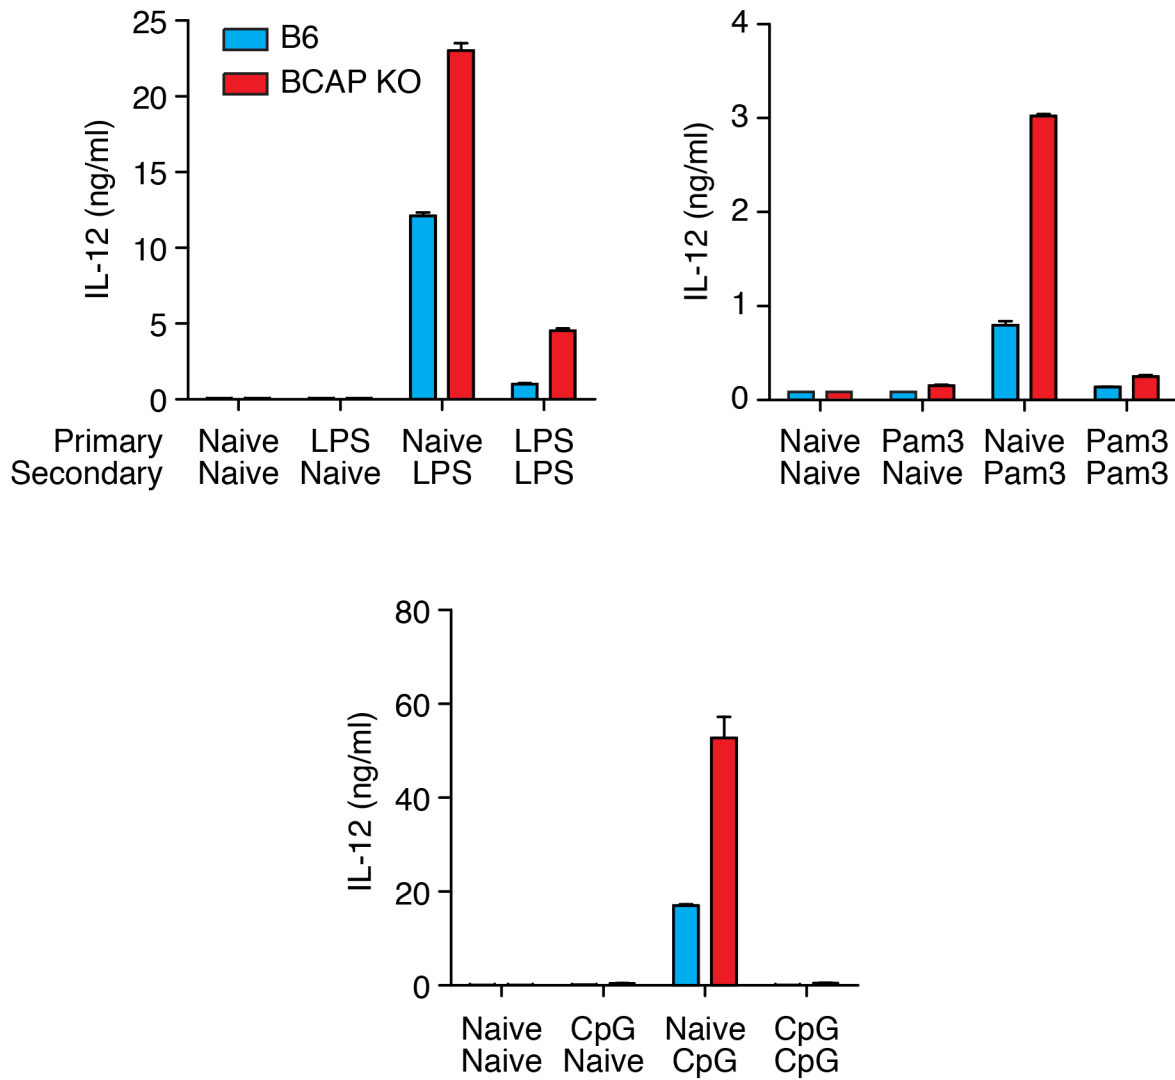 25
20
15
10
5
0
IL-12 (ng/ml)
B6
BCAP KO
Primary Naive LPS Naive LPS
Secondary Naive Naive LPS LPS
4
3
2
1
0
IL-12 (ng/ml)
Naive Pam3 Naive Pam3
Naive Naive Pam3 Pam3
80
60
40
20
0
IL-12 (ng/ml)
Naive CpG Naive CpG
Naive Naive CpG CpG